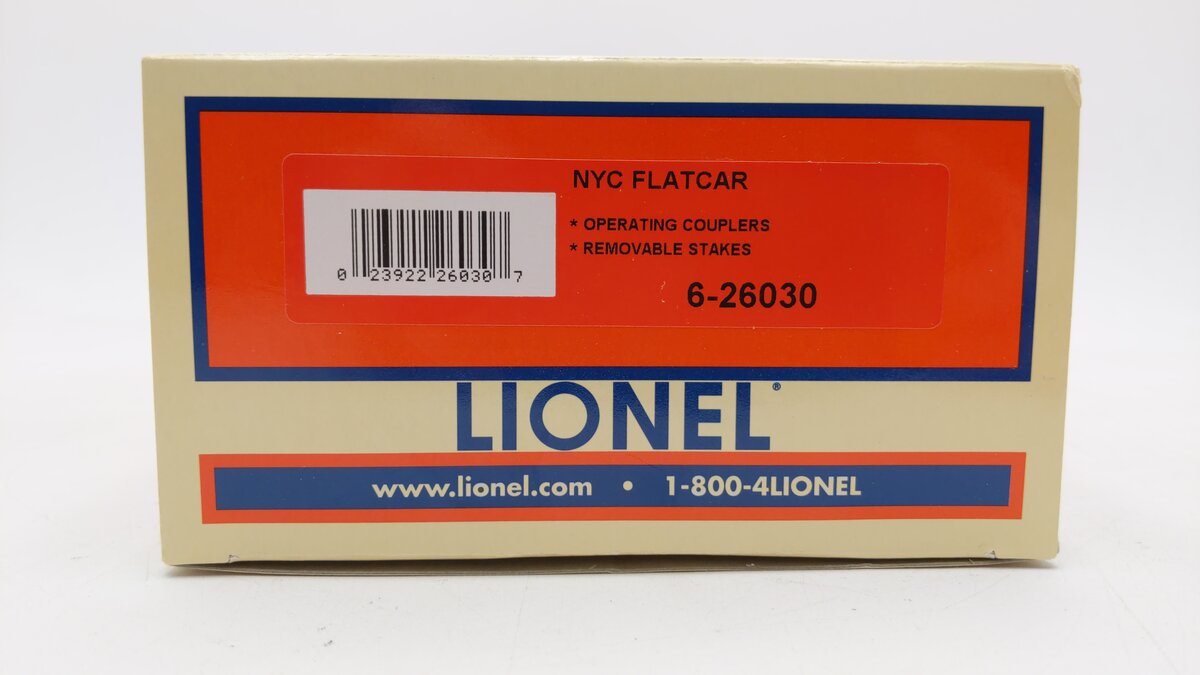 NYC FLATCAR
* OPERATING COUPLERS
* REMOVABLE STAKES
0 23922 26030 7
6-26030
LIONEL®
www.lionel.com • 1-800-4LIONEL